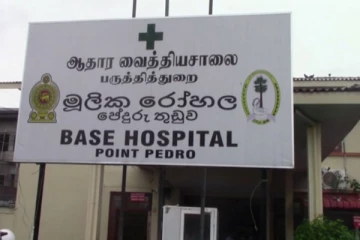 ஆதார வைத்தியசாலை
பருத்தித்துறை
මූලික රෝහල
පේදුරු තුඩුව
BASE HOSPITAL
POINT PEDRO